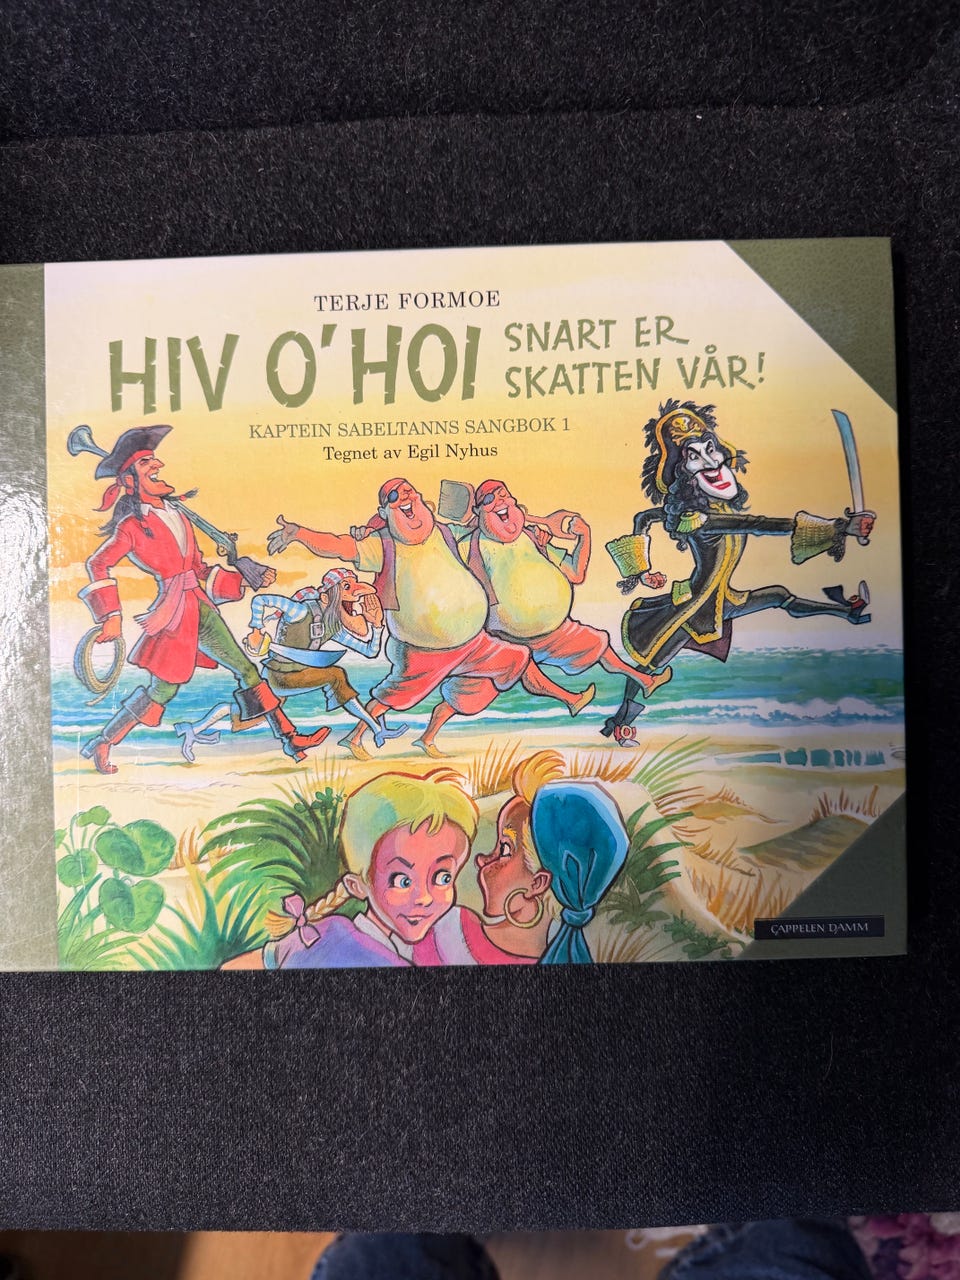 TERJE FORMOE
HIV O' HOI SNART ER
SKATTEN VÅR!
KAPTEIN SABELTANNS SANGBOK 1
Tegnet av Egil Nyhus
CAPPELEN DAMM